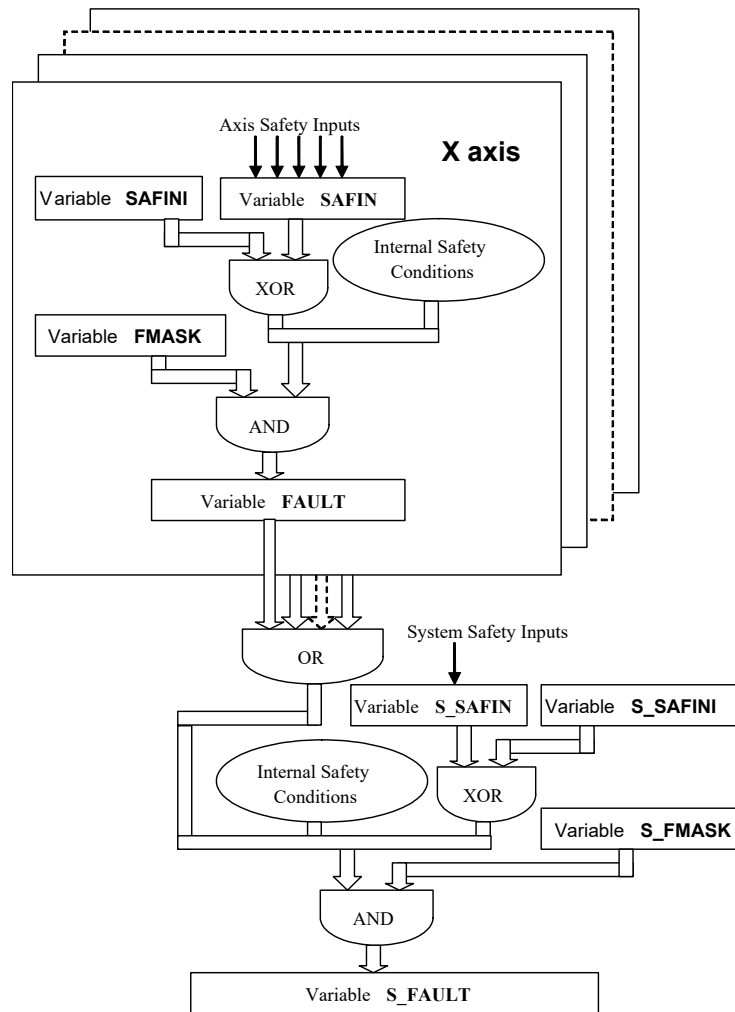 Axis Safety Inputs
X axis
Variable SAFINI
Variable SAFIN
Internal Safety
Conditions
XOR
Variable FMASK
AND
Variable FAULT
OR
System Safety Inputs
Variable S_SAFIN
Variable S_SAFINI
Internal Safety
Conditions
XOR
Variable S_FMASK
AND
Variable S_FAULT